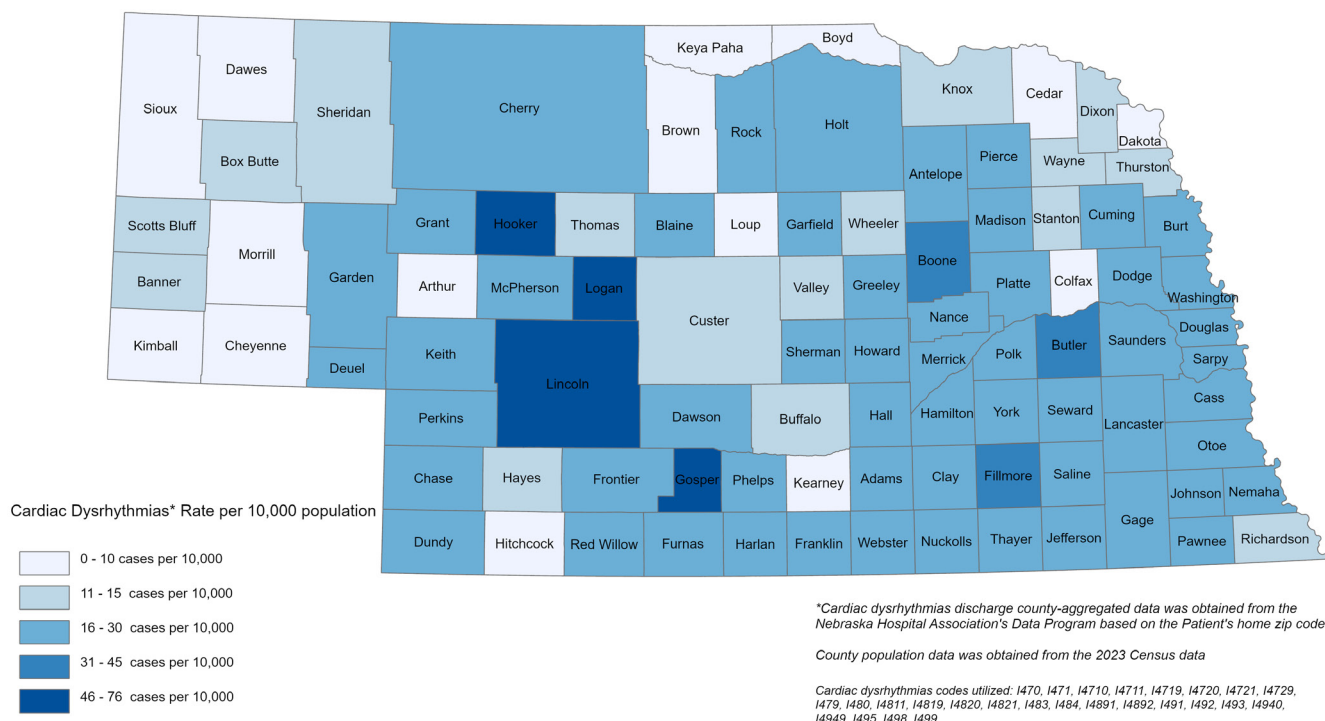 Boyd
Keya Paha
Dawes
Knox
Cedar
Sioux
Cherry
Sheridan
Dixon
Brown
Rock
Holt
Dakota
Box Butte
Pierce
Wayne
Thurston
Antelope
Scotts Bluff
Grant
Hooker
Thomas
Blaine
Loup
Garfield
Wheeler
Madison
Stanton
Cuming
Burt
Morrill
Boone
Banner
Garden
Arthur
McPherson
Logan
Valley
Greeley
Platte
Colfax
Dodge
Washington
Custer
Nance
Douglas
Kimball
Cheyenne
Keith
Sherman
Howard
Merrick
Polk
Butler
Saunders
Sarpy
Deuel
Lincoln
Perkins
Dawson
Buffalo
Hall
Hamilton
York
Seward
Lancaster
Cass
Otoe
Chase
Hayes
Frontier
Gosper
Phelps
Kearney
Adams
Clay
Fillmore
Saline
Johnson
Nemaha
Gage
Dundy
Hitchcock
Red Willow
Furnas
Harlan
Franklin
Webster
Nuckolls
Thayer
Jefferson
Pawnee
Richardson
Cardiac Dysrhythmias* Rate per 10,000 population
0 - 10 cases per 10,000
11 - 15 cases per 10,000
16 - 30 cases per 10,000
31 - 45 cases per 10,000
46 - 76 cases per 10,000
*Cardiac dysrhythmias discharge county-aggregated data was obtained from the
Nebraska Hospital Association's Data Program based on the Patient's home zip code
County population data was obtained from the 2023 Census data
Cardiac dysrhythmias codes utilized: I470, I471, I4710, I4711, I4719, I4720, I4721, I4729,
I479, I480, I4811, I4819, I4820, I4821, I483, I484, I4891, I4892, I491, I492, I493, I4940,
I4949, I495, I498, I499